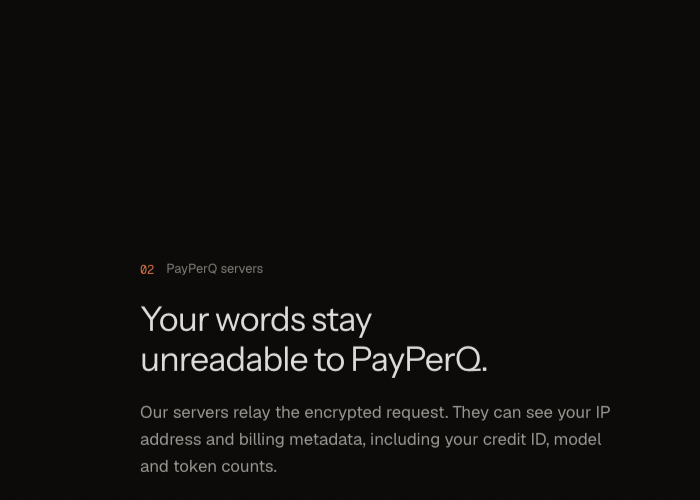 02 PayPerQ servers
Your words stay
unreadable to PayPerQ.
Our servers relay the encrypted request. They can see your IP
address and billing metadata, including your credit ID, model
and token counts.